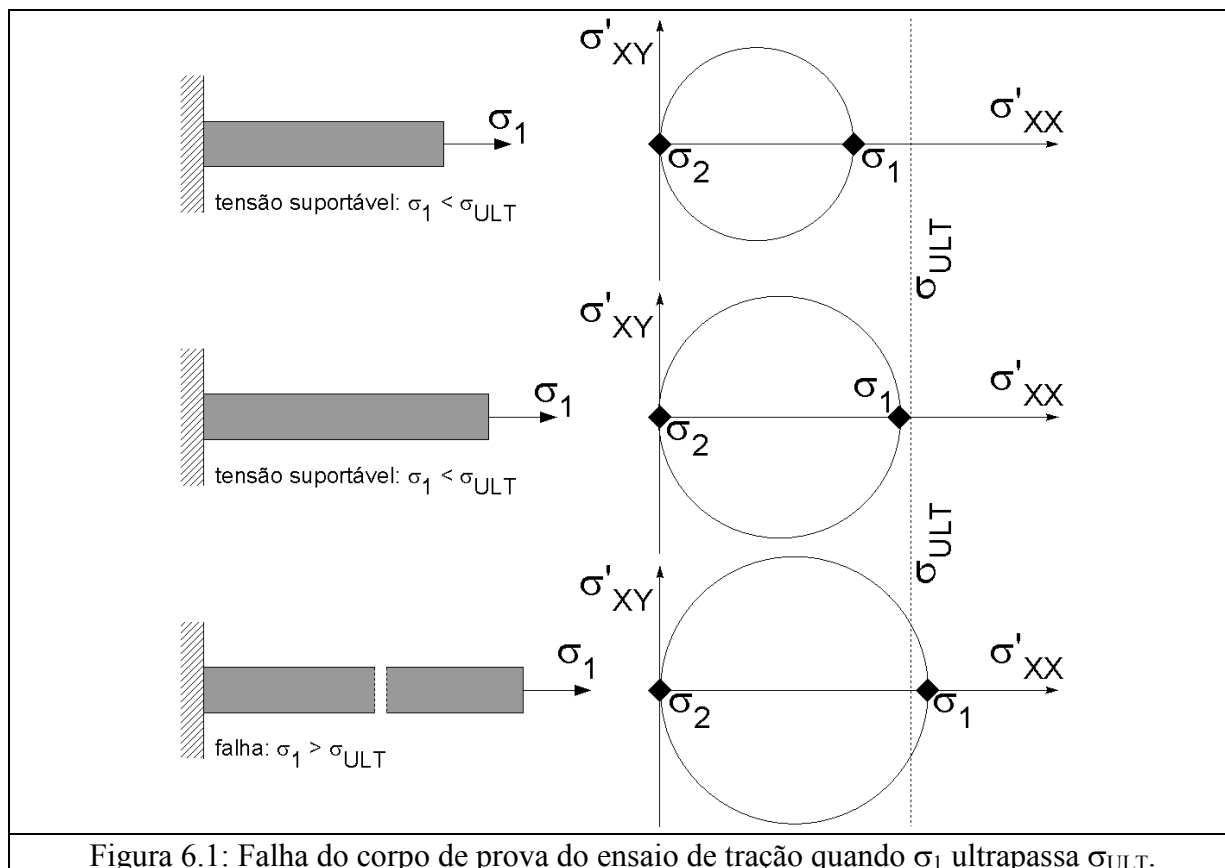 σ'XY
σ1
σ'XX
σ2
σ1
tensão suportável: σ1 < σULT
σULT
σ'XY
σ1
σ1
σ'XX
σ2
tensão suportável: σ1 < σULT
σULT
σ'XY
σ1
σ'XX
σ2
σ1
falha: σ1 > σULT
Figura 6.1: Falha do corpo de prova do ensaio de tração quando σ1 ultrapassa σULT.